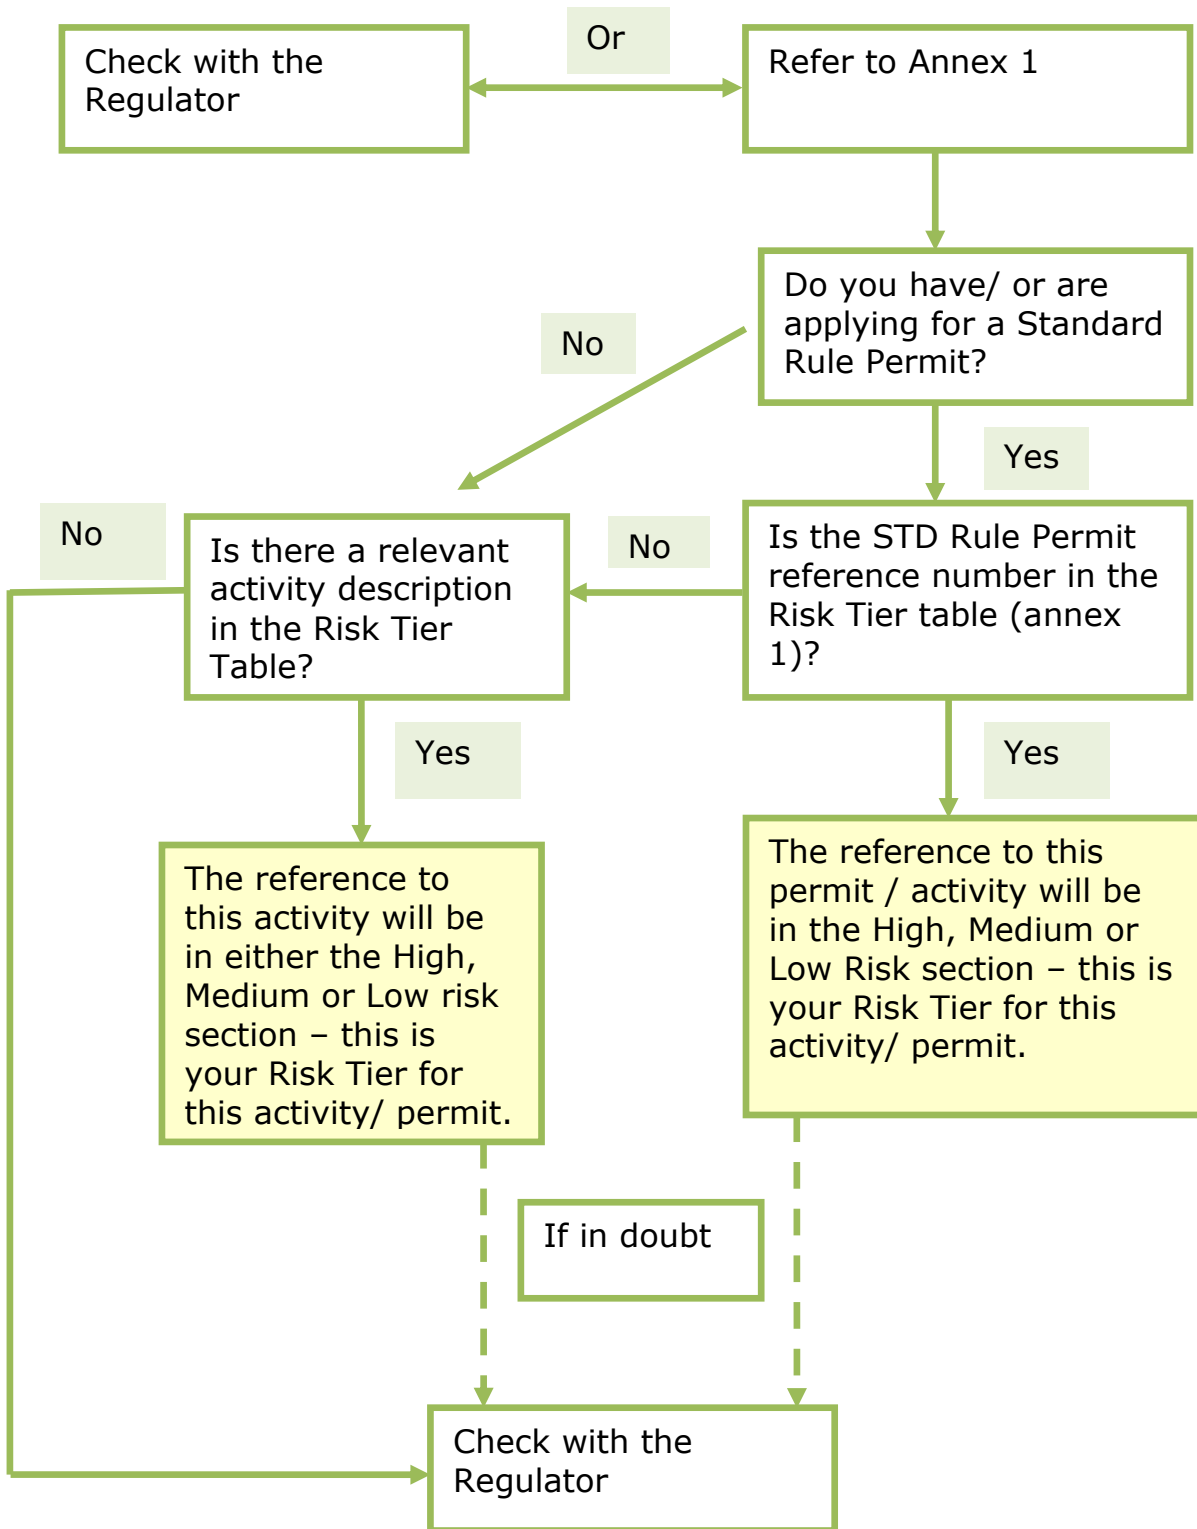 Check with the
Regulator
Or
Refer to Annex 1
Do you have/ or are
applying for a Standard
Rule Permit?
No
Yes
No
Is there a relevant
activity description
in the Risk Tier
Table?
No
Is the STD Rule Permit
reference number in the
Risk Tier table (annex
1)?
Yes
Yes
The reference to
this activity will be
in either the High,
Medium or Low risk
section – this is
your Risk Tier for
this activity/ permit.
The reference to this
permit / activity will be
in the High, Medium or
Low Risk section – this is
your Risk Tier for this
activity/ permit.
If in doubt
Check with the
Regulator